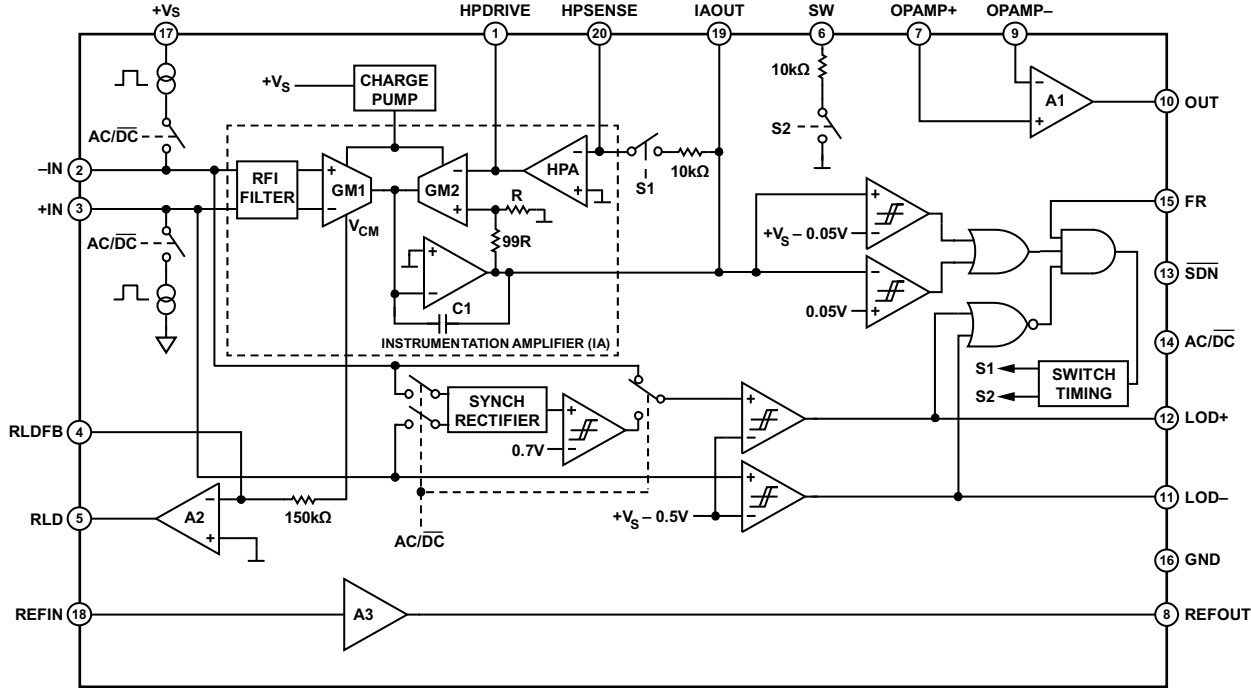 +VS
HPDRIVE
HPSENSE
IAOUT
SW
OPAMP+
OPAMP–
17
1
20
19
6
7
9
10kΩ
+VS
CHARGE
PUMP
A1
10
OUT
AC/DC
S2
–IN
2
RFI
FILTER
GM1
GM2
HPA
S1
10kΩ
+IN
3
VCM
R
15
FR
AC/DC
99R
+VS – 0.05V
13
SDN
C1
0.05V
INSTRUMENTATION AMPLIFIER (IA)
14
AC/DC
S1
S2
SWITCH
TIMING
SYNCH
RECTIFIER
0.7V
12
LOD+
RLDFB
4
RLD
5
A2
150kΩ
+VS – 0.5V
11
LOD–
AC/DC
16
GND
REFIN
18
A3
8
REFOUT